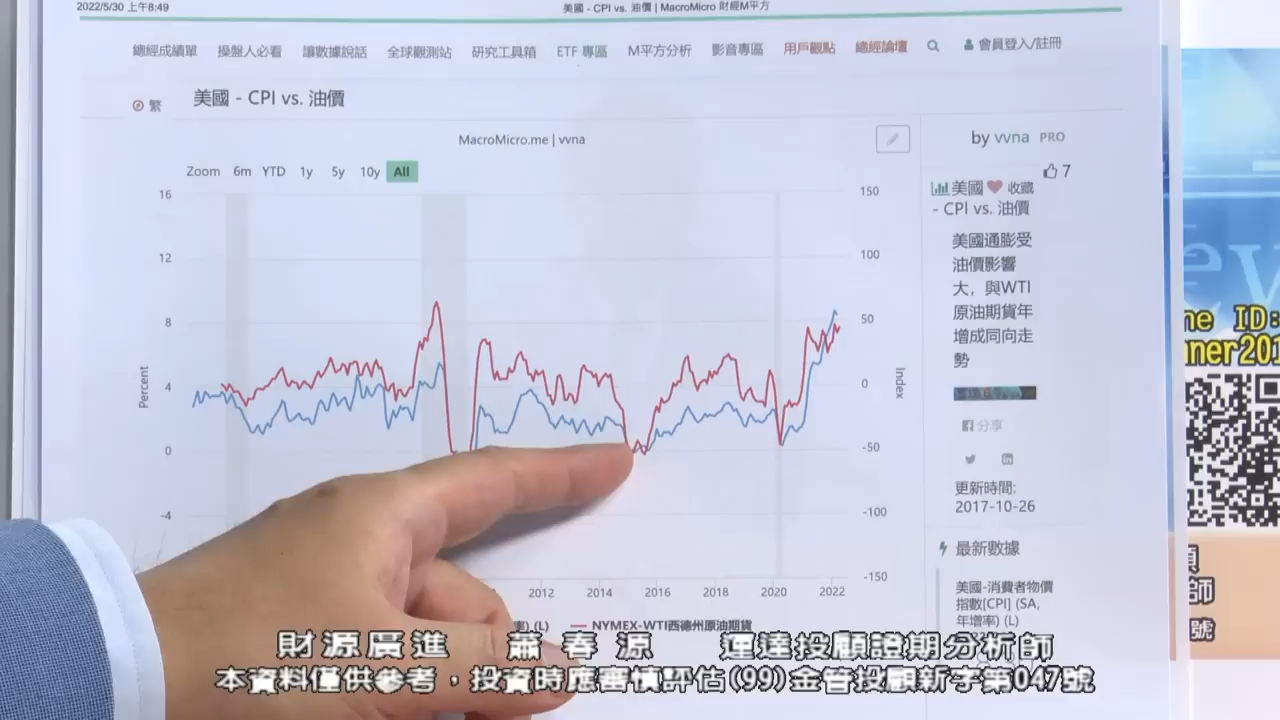 2022/5/30 上午8:49
美國 - CPI vs. 油價 | MacroMicro 財經M平方
總經成績單 操盤人必看 讓數據說話 全球觀測站 研究工具箱 ETF 專區 M平方分析 影音專區 用戶觀點 總經論壇 會員登入/註冊
繁
美國 - CPI vs. 油價
MacroMicro.me | vvna
by vvna PRO
7
Zoom 6m YTD 1y 5y 10y All
美國 收藏
- CPI vs. 油價
美國通膨受
油價影響
大，與WTI
原油期貨年
增成同向走
勢
分享
更新時間:
2017-10-26
最新數據
美國-消費者物價
指數[CPI] (SA,
年增率) (L)
16
12
8
4
0
-4
Percent
150
100
50
0
-50
-100
-150
Index
2012 2014 2016 2018 2020 2022
率) (L) NYMEX-WTI西德州原油期貨
ne ID:
nner201
師
號
財源廣進 蕭春源 運達投顧證期分析師
本資料僅供參考，投資時應審慎評估(99)金管投顧新字第047號